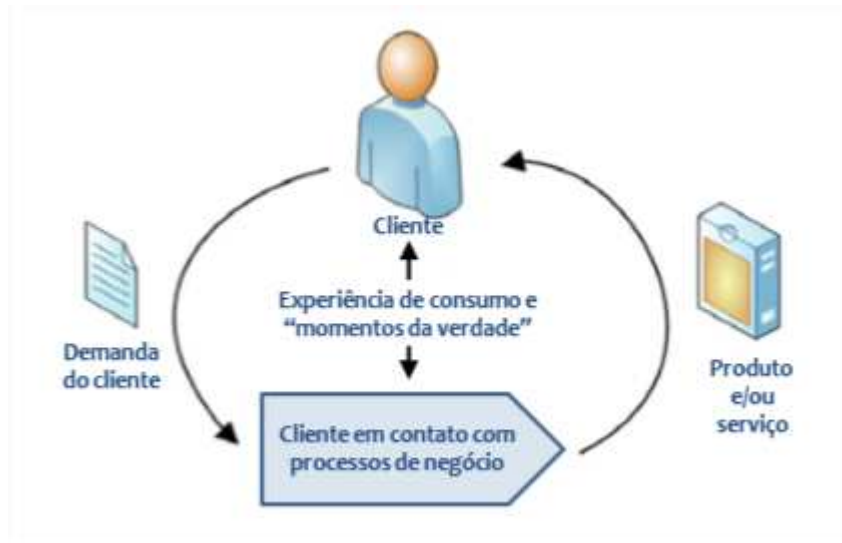 Cliente
Experiência de consumo e
“momentos da verdade”
Demanda
do cliente
Produto
e/ou
serviço
Cliente em contato com
processos de negócio